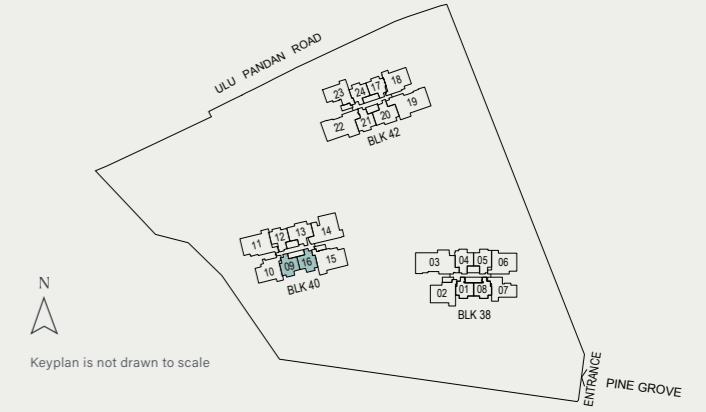 ULU PANDAN ROAD
23 24 17 18
22 21 20 19
BLK 42
11 12 13 14
10 09 16 15
BLK 40
03 04 05 06
02 01 08 07
BLK 38
N
Keyplan is not drawn to scale
ENTRANCE
PINE GROVE